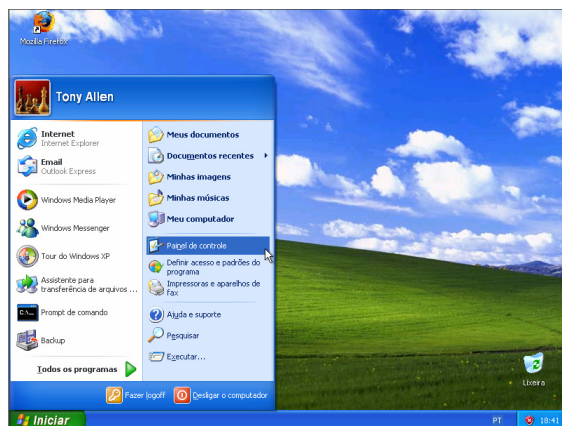 Mozilla Firefox
Tony Allen
Internet
Internet Explorer
Email
Outlook Express
Windows Media Player
Windows Messenger
Tour do Windows XP
Assistente para
transferência de arquivos ...
Prompt de comando
Backup
Todos os programas
Meus documentos
Documentos recentes
Minhas imagens
Minhas músicas
Meu computador
Painel de controle
Definir acesso e padrões do
programa
Impressoras e aparelhos de
fax
Ajuda e suporte
Pesquisar
Executar...
Fazer logoff
Desligar o computador
Lixeira
Iniciar
PT
18:41